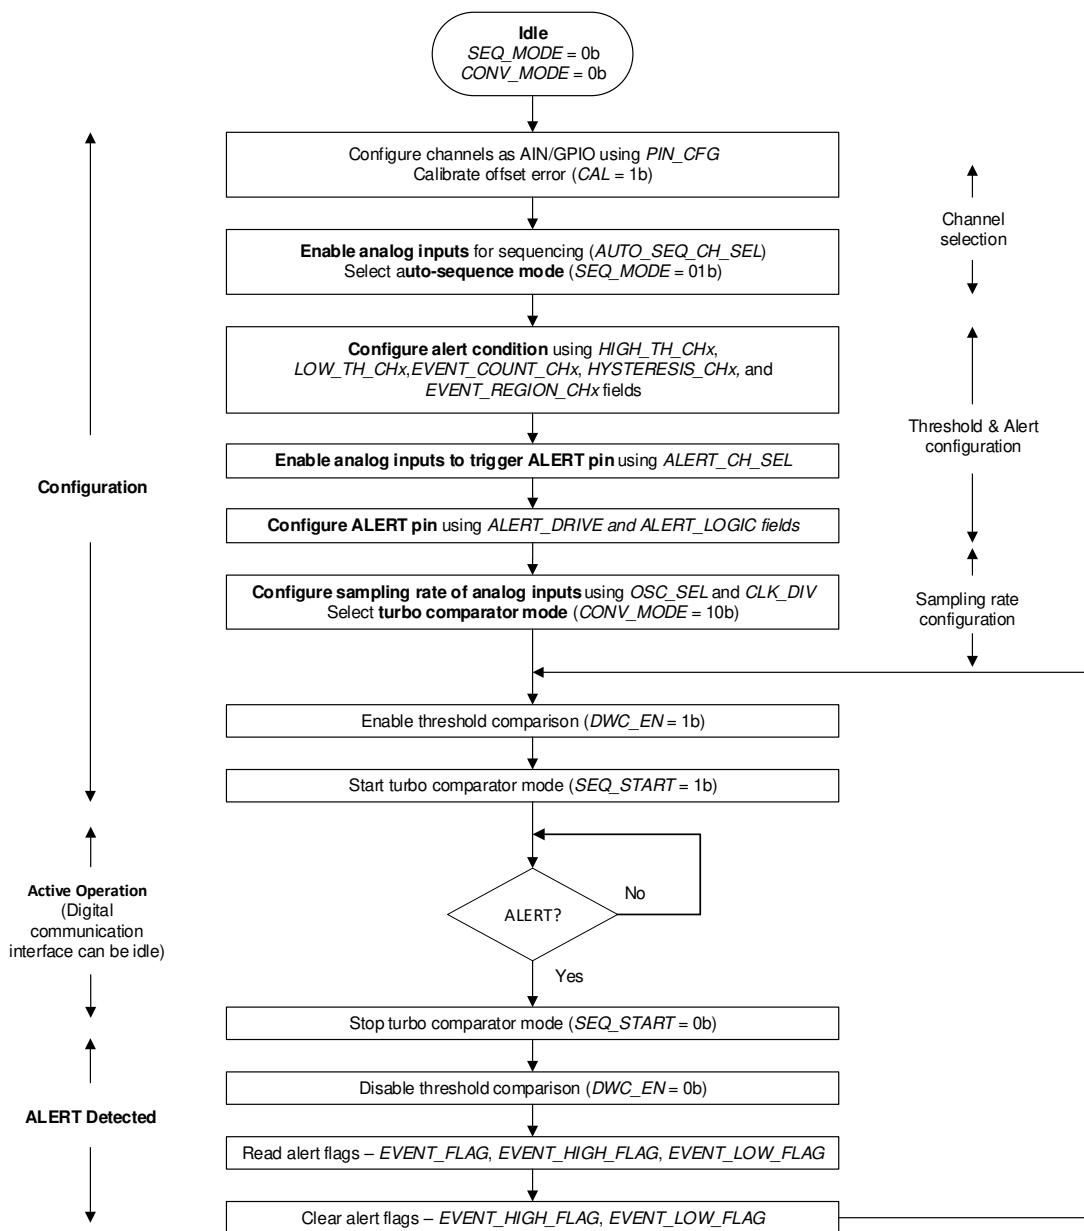 Idle
SEQ_MODE = 0b
CONV_MODE = 0b
Configure channels as AIN/GPIO using PIN_CFG
Calibrate offset error (CAL = 1b)
Channel
selection
Enable analog inputs for sequencing (AUTO_SEQ_CH_SEL)
Select auto-sequence mode (SEQ_MODE = 01b)
Configure alert condition using HIGH_TH_CHx,
LOW_TH_CHx,EVENT_COUNT_CHx, HYSTERESIS_CHx, and
EVENT_REGION_CHx fields
Threshold & Alert
configuration
Enable analog inputs to trigger ALERT pin using ALERT_CH_SEL
Configuration
Configure ALERT pin using ALERT_DRIVE and ALERT_LOGIC fields
Configure sampling rate of analog inputs using OSC_SEL and CLK_DIV
Select turbo comparator mode (CONV_MODE = 10b)
Sampling rate
configuration
Enable threshold comparison (DWC_EN = 1b)
Start turbo comparator mode (SEQ_START = 1b)
Active Operation
(Digital
communication
interface can be idle)
No
ALERT?
Yes
Stop turbo comparator mode (SEQ_START = 0b)
Disable threshold comparison (DWC_EN = 0b)
ALERT Detected
Read alert flags – EVENT_FLAG, EVENT_HIGH_FLAG, EVENT_LOW_FLAG
Clear alert flags – EVENT_HIGH_FLAG, EVENT_LOW_FLAG